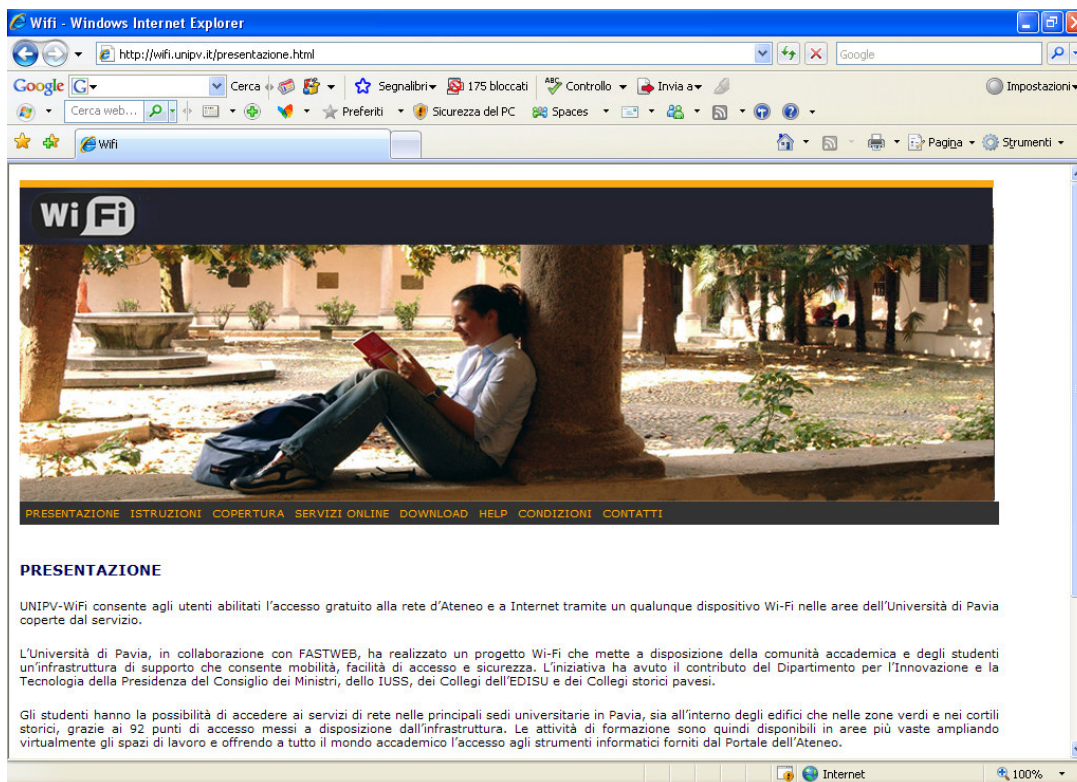 Wifi - Windows Internet Explorer
http://wifi.unipv.it/presentazione.html
Google
Google G Cerca Segnalibri 175 bloccati ABC Controllo Invia a Impostazioni
Cerca web... Preferiti Sicurezza del PC Spaces
Wifi Pagina Strumenti
Wi Fi
PRESENTAZIONE ISTRUZIONI COPERTURA SERVIZI ONLINE DOWNLOAD HELP CONDIZIONI CONTATTI
PRESENTAZIONE
UNIPV-WiFi consente agli utenti abilitati l'accesso gratuito alla rete d'Ateneo e a Internet tramite un qualunque dispositivo Wi-Fi nelle aree dell'Università di Pavia
coperte dal servizio.
L'Università di Pavia, in collaborazione con FASTWEB, ha realizzato un progetto Wi-Fi che mette a disposizione della comunità accademica e degli studenti
un'infrastruttura di supporto che consente mobilità, facilità di accesso e sicurezza. L'iniziativa ha avuto il contributo del Dipartimento per l'Innovazione e la
Tecnologia della Presidenza del Consiglio dei Ministri, dello IUSS, dei Collegi dell'EDISU e dei Collegi storici pavesi.
Gli studenti hanno la possibilità di accedere ai servizi di rete nelle principali sedi universitarie in Pavia, sia all'interno degli edifici che nelle zone verdi e nei cortili
storici, grazie ai 92 punti di accesso messi a disposizione dall'infrastruttura. Le attività di formazione sono quindi disponibili in aree più vaste ampliando
virtualmente gli spazi di lavoro e offrendo a tutto il mondo accademico l'accesso agli strumenti informatici forniti dal Portale dell'Ateneo.
Internet 100%